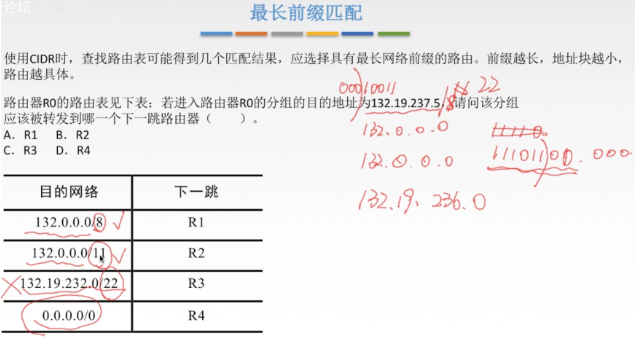 论坛
最长前缀匹配
使用CIDR时，查找路由表可能得到几个匹配结果，应选择具有最长网络前缀的路由。前缀越长，地址块越小，
路由越具体。
000)10011
22
路由器R0的路由表见下表：若进入路由器R0的分组的目的地址为132.19.237.5，请问该分组
应该被转发到哪一个下一跳路由器（　　）。
132.0.0.0
A. R1 B. R2
C. R3 D. R4
111011)00.000
132.0.0.0
目的网络 下一跳
132.19.236.0
132.0.0.0/8 R1
132.0.0.0/11 R2
132.19.232.0/22 R3
0.0.0.0/0 R4